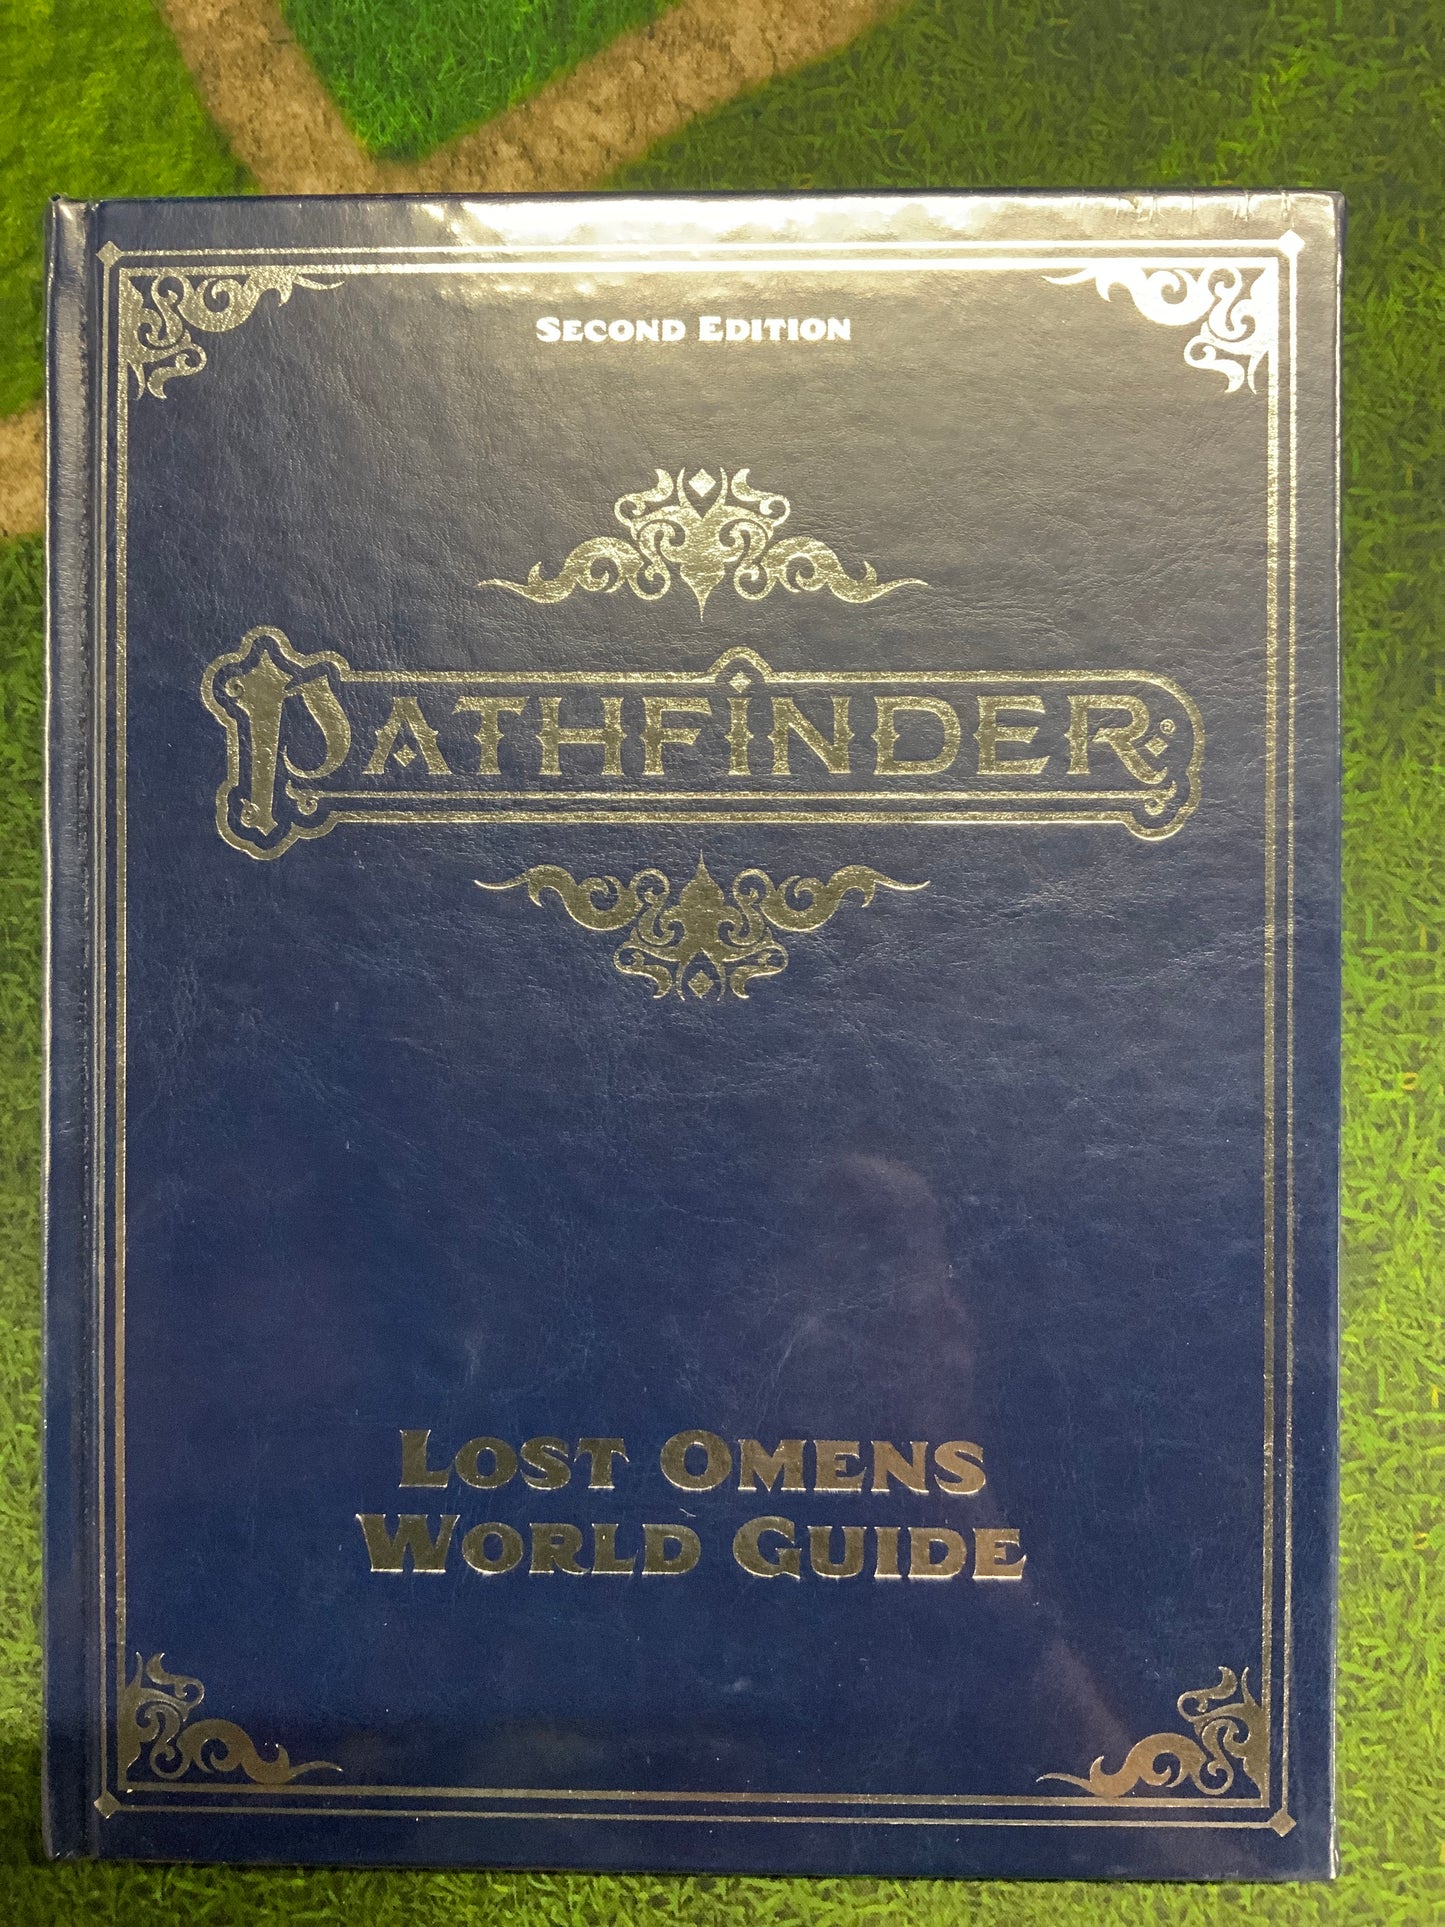 Second Edition
Pathfinder®
Lost Omens
World Guide